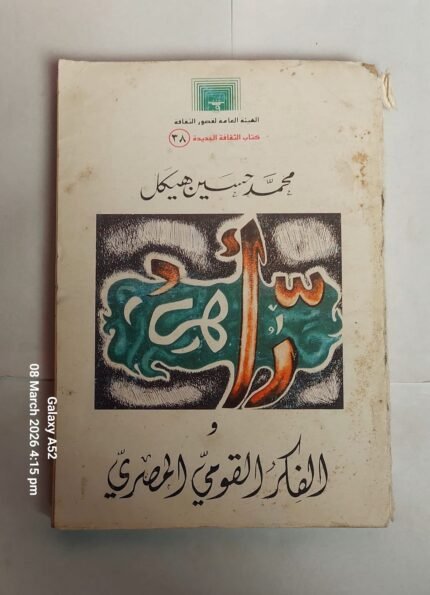 الهيئة العامة لقصور الثقافة
كتاب الثقافة الجديدة ٣٨
محمد حسين هيكل
و
الفكر القومي المصري
Galaxy A52
08 March 2026 4:15 pm